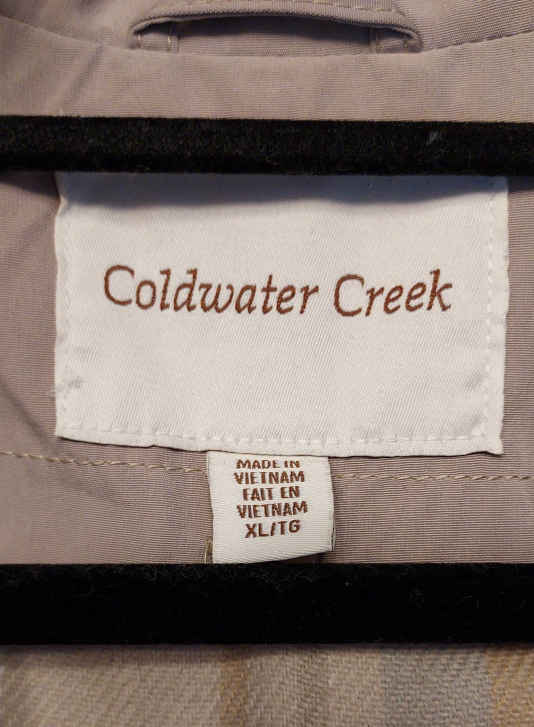 Coldwater Creek
MADE IN
VIETNAM
FAIT EN
VIETNAM
XL/TG